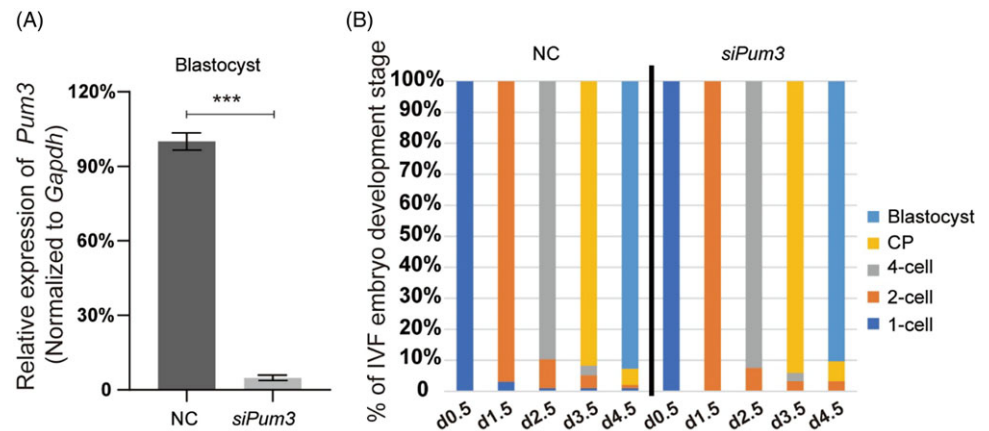 (A)
Blastocyst
Relative expression of Pum3
(Normalized to Gapdh)
120%
90%
60%
30%
0
***
NC
siPum3
(B)
NC
siPum3
% of IVF embryo development stage
100%
90%
80%
70%
60%
50%
40%
30%
20%
10%
0
d0.5
d1.5
d2.5
d3.5
d4.5
d0.5
d1.5
d2.5
d3.5
d4.5
Blastocyst
CP
4-cell
2-cell
1-cell